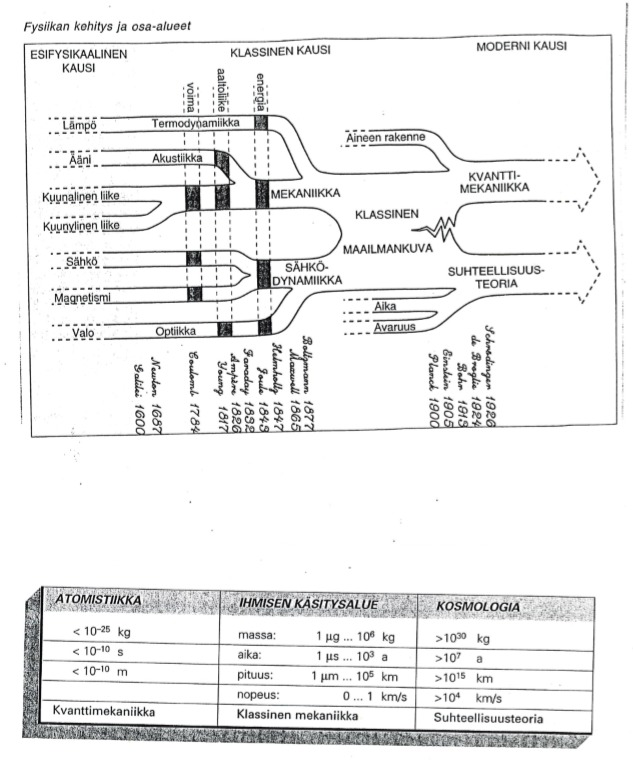 Fysiikan kehitys ja osa-alueet
ESIFYSIKAALINEN
KAUSI
KLASSINEN KAUSI
MODERNI KAUSI
voima
aaltoliike
energia
Lämpö
Termodynamiikka
Aineen rakenne
Ääni
Akustiikka
KVANTTI-
MEKANIIKKA
Kuunalinen liike
MEKANIIKKA
KLASSINEN
Kuunylinen liike
MAAILMANKUVA
Sähkö
SÄHKÖ-
DYNAMIIKKA
SUHTEELLISUUS-
TEORIA
Magnetismi
Aika
Valo
Optiikka
Avaruus
Galilei 1600
Newton 1687
Coulomb 1784
Young 1817
Ampère 1826
Faraday 1832
Joule 1843
Helmholtz 1847
Maxwell 1865
Boltzmann 1877
Planck 1900
Einstein 1905
Bohr 1913
de Broglie 1924
Schrödinger 1926
ATOMISTIIKKA IHMISEN KÄSITYSALUE KOSMOLOGIA
< 10⁻²⁵ kg massa: 1 µg ... 10⁶ kg >10³⁰ kg
< 10⁻¹⁰ s aika: 1 µs ... 10³ a >10⁷ a
< 10⁻¹⁰ m pituus: 1 µm ... 10⁵ km >10¹⁵ km
nopeus: 0 ... 1 km/s >10⁴ km/s
Kvanttimekaniikka Klassinen mekaniikka Suhteellisuusteoria